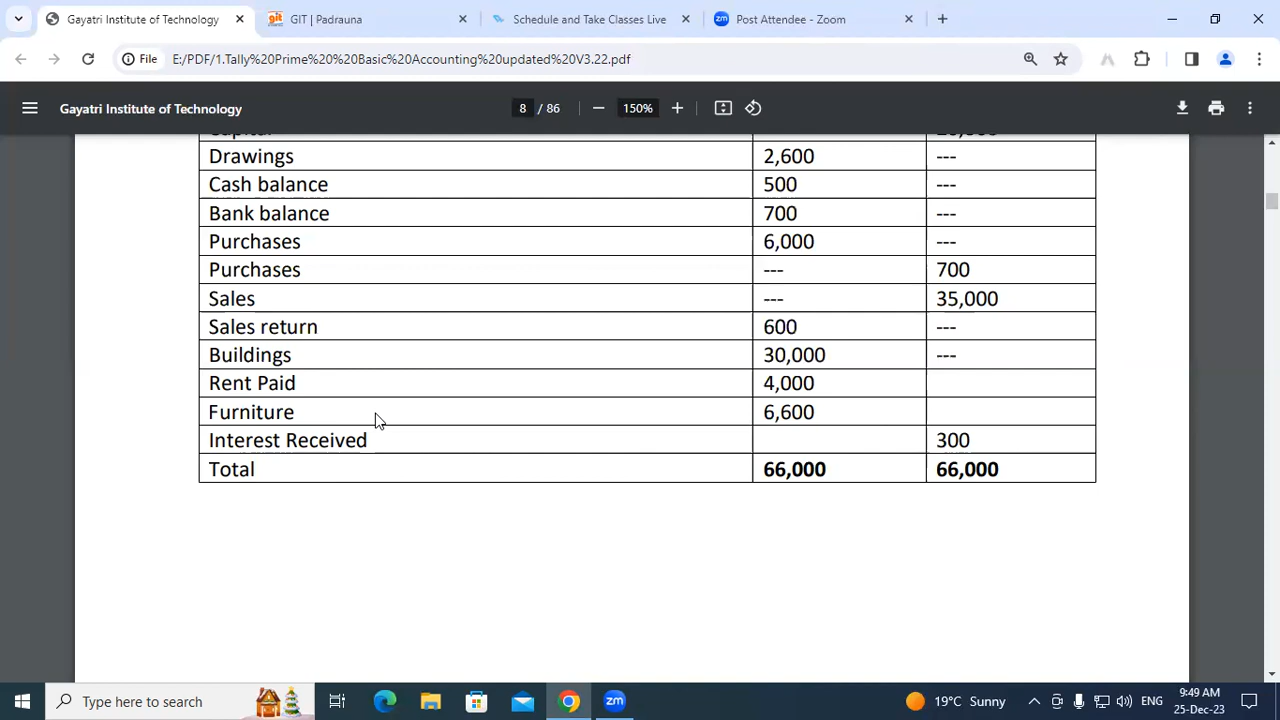 Gayatri Institute of Technology
GIT | Padrauna
Schedule and Take Classes Live
zm Post Attendee - Zoom
File E:/PDF/1.Tally%20Prime%20%20Basic%20Accounting%20updated%20V3.22.pdf
Gayatri Institute of Technology 8 / 86 150%
Drawings 2,600 ---
Cash balance 500 ---
Bank balance 700 ---
Purchases 6,000 ---
Purchases --- 700
Sales --- 35,000
Sales return 600 ---
Buildings 30,000 ---
Rent Paid 4,000
Furniture 6,600
Interest Received 300
Total 66,000 66,000
Type here to search
zm
19°C Sunny
ENG
9:49 AM
25-Dec-23